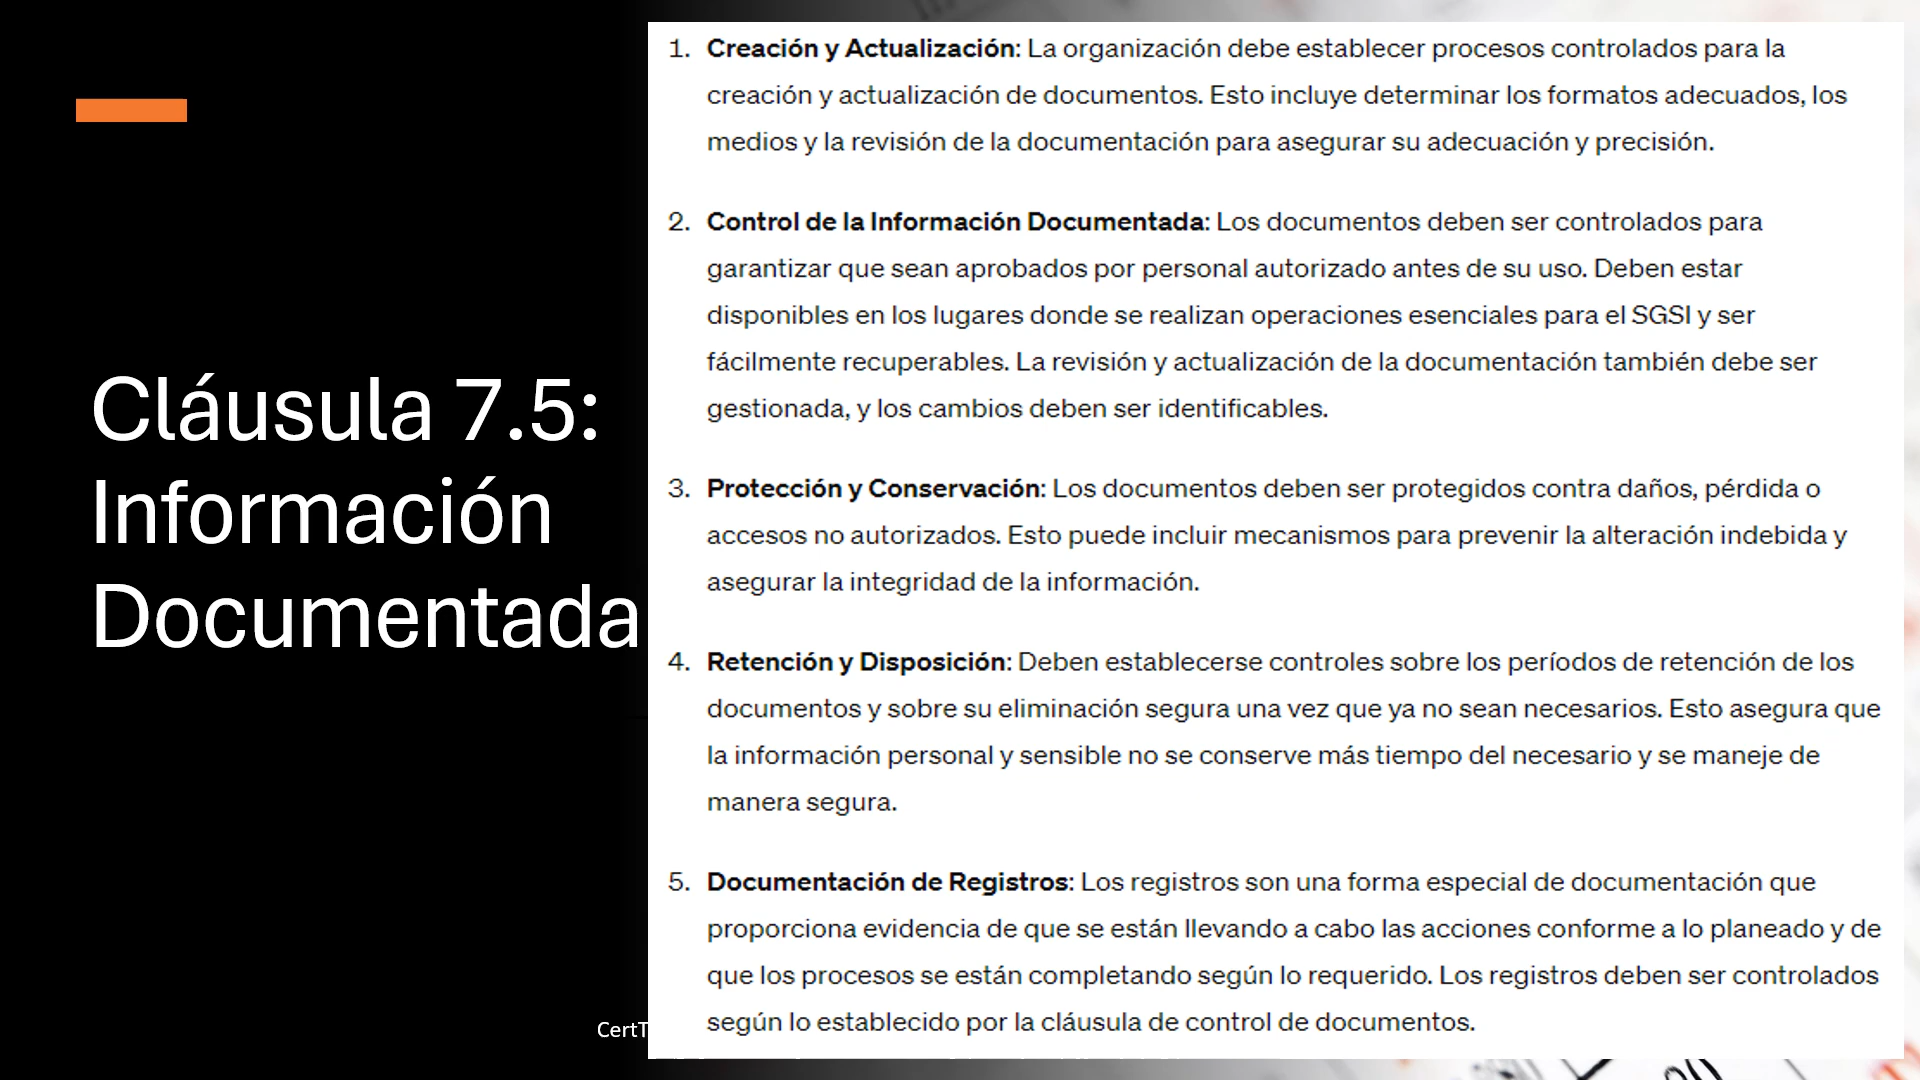 Cláusula 7.5:
Información
Documentada
1. Creación y Actualización: La organización debe establecer procesos controlados para la
creación y actualización de documentos. Esto incluye determinar los formatos adecuados, los
medios y la revisión de la documentación para asegurar su adecuación y precisión.
2. Control de la Información Documentada: Los documentos deben ser controlados para
garantizar que sean aprobados por personal autorizado antes de su uso. Deben estar
disponibles en los lugares donde se realizan operaciones esenciales para el SGSI y ser
fácilmente recuperables. La revisión y actualización de la documentación también debe ser
gestionada, y los cambios deben ser identificables.
3. Protección y Conservación: Los documentos deben ser protegidos contra daños, pérdida o
accesos no autorizados. Esto puede incluir mecanismos para prevenir la alteración indebida y
asegurar la integridad de la información.
4. Retención y Disposición: Deben establecerse controles sobre los períodos de retención de los
documentos y sobre su eliminación segura una vez que ya no sean necesarios. Esto asegura que
la información personal y sensible no se conserve más tiempo del necesario y se maneje de
manera segura.
5. Documentación de Registros: Los registros son una forma especial de documentación que
proporciona evidencia de que se están llevando a cabo las acciones conforme a lo planeado y de
que los procesos se están completando según lo requerido. Los registros deben ser controlados
según lo establecido por la cláusula de control de documentos.